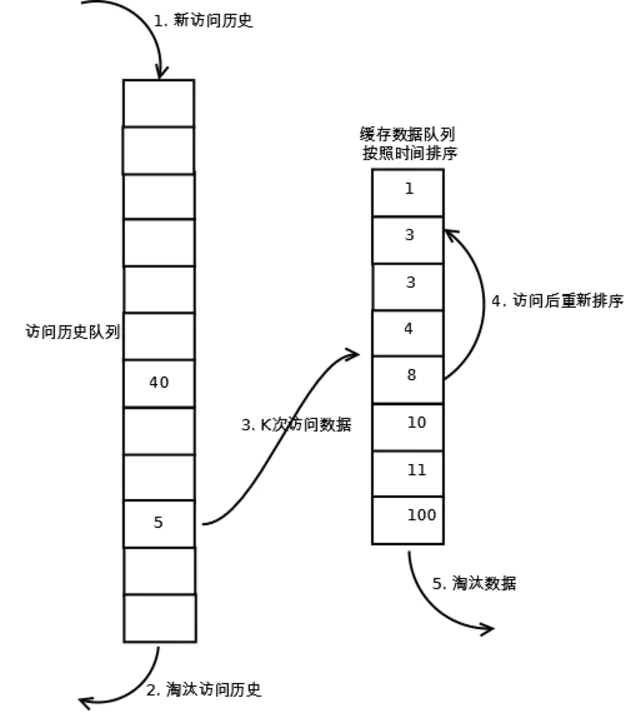 1. 新访问历史
缓存数据队列
按照时间排序
1
3
3
4
8
10
11
100
4. 访问后重新排序
访问历史队列
40
5
3. K次访问数据
5. 淘汰数据
2. 淘汰访问历史